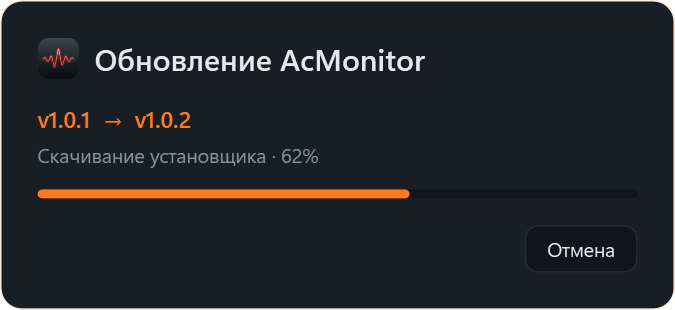 Обновление AcMonitor
v1.0.1 → v1.0.2
Скачивание установщика · 62%
Отмена